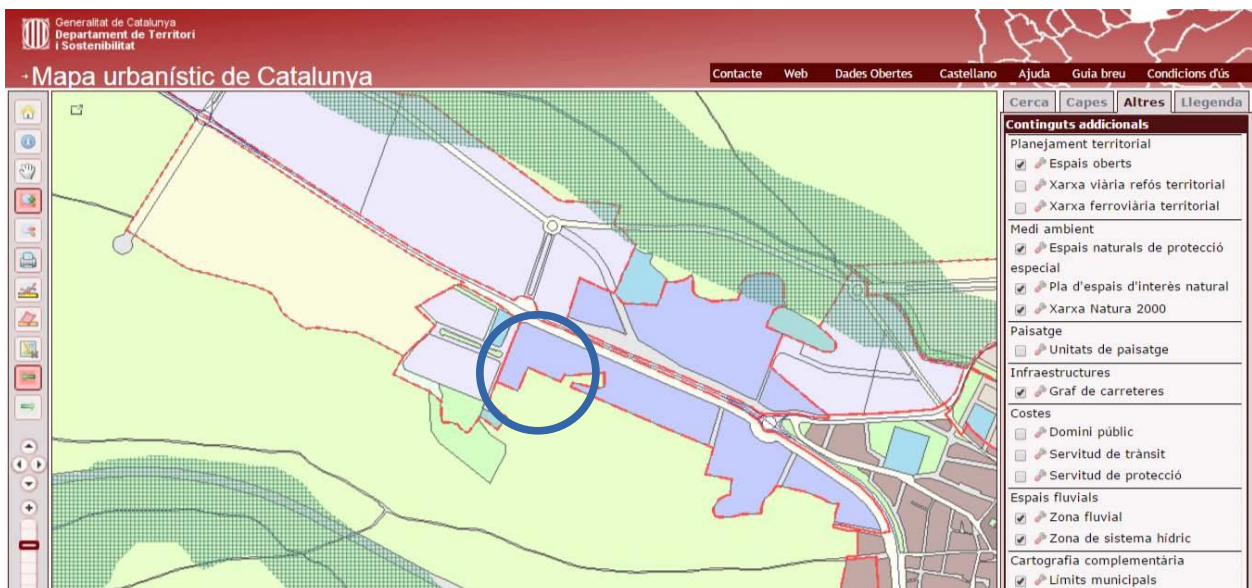 Generalitat de Catalunya
Departament de Territori
i Sostenibilitat
Mapa urbanístic de Catalunya
Contacte Web Dades Obertes Castellano Ajuda Guia breu Condicions d'ús
Cerca Capes Altres Llegenda
Continguts addicionals
Planejament territorial
Espais oberts
Xarxa viària refós territorial
Xarxa ferroviària territorial
Medi ambient
Espais naturals de protecció
especial
Pla d'espais d'interès natural
Xarxa Natura 2000
Paisatge
Unitats de paisatge
Infraestructures
Graf de carreteres
Costes
Domini públic
Servitud de trànsit
Servitud de protecció
Espais fluvials
Zona fluvial
Zona de sistema hídric
Cartografia complementària
Límits municipals